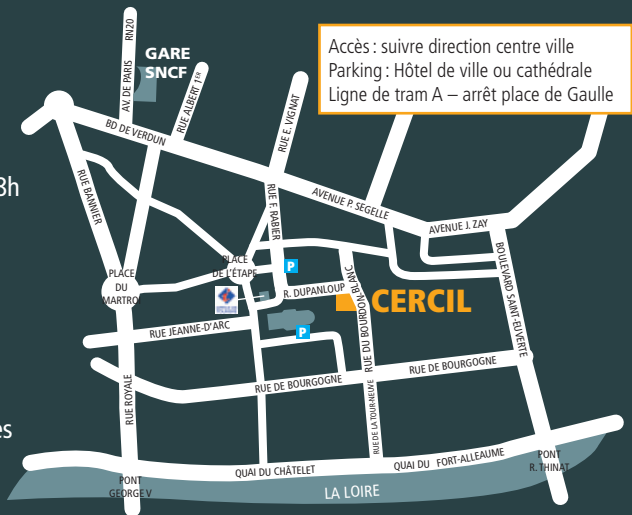 Accès : suivre direction centre ville
Parking : Hôtel de ville ou cathédrale
Ligne de tram A – arrêt place de Gaulle
RN20
AV. DE PARIS
GARE
SNCF
RUE ALBERT 1ER
BD DE VERDUN
RUE E. VIGNAT
8h
RUE BANNIER
RUE F. RABIER
AVENUE P. SEGELLE
AVENUE J. ZAY
BOULEVARD SAINT-EUVERTE
PLACE
DE L'ÉTAPE
P
PLACE
DU
MARTROI
R. DUPANLOUP
RUE DU BOURDON-BLANC
CERCIL
RUE JEANNE-D'ARC
P
RUE DE BOURGOGNE
RUE DE BOURGOGNE
RUE ROYALE
RUE DE LA TOUR-NEUVE
es
QUAI DU CHÂTELET
QUAI DU FORT-ALLEAUME
PONT
R. THINAT
PONT
GEORGE V
LA LOIRE